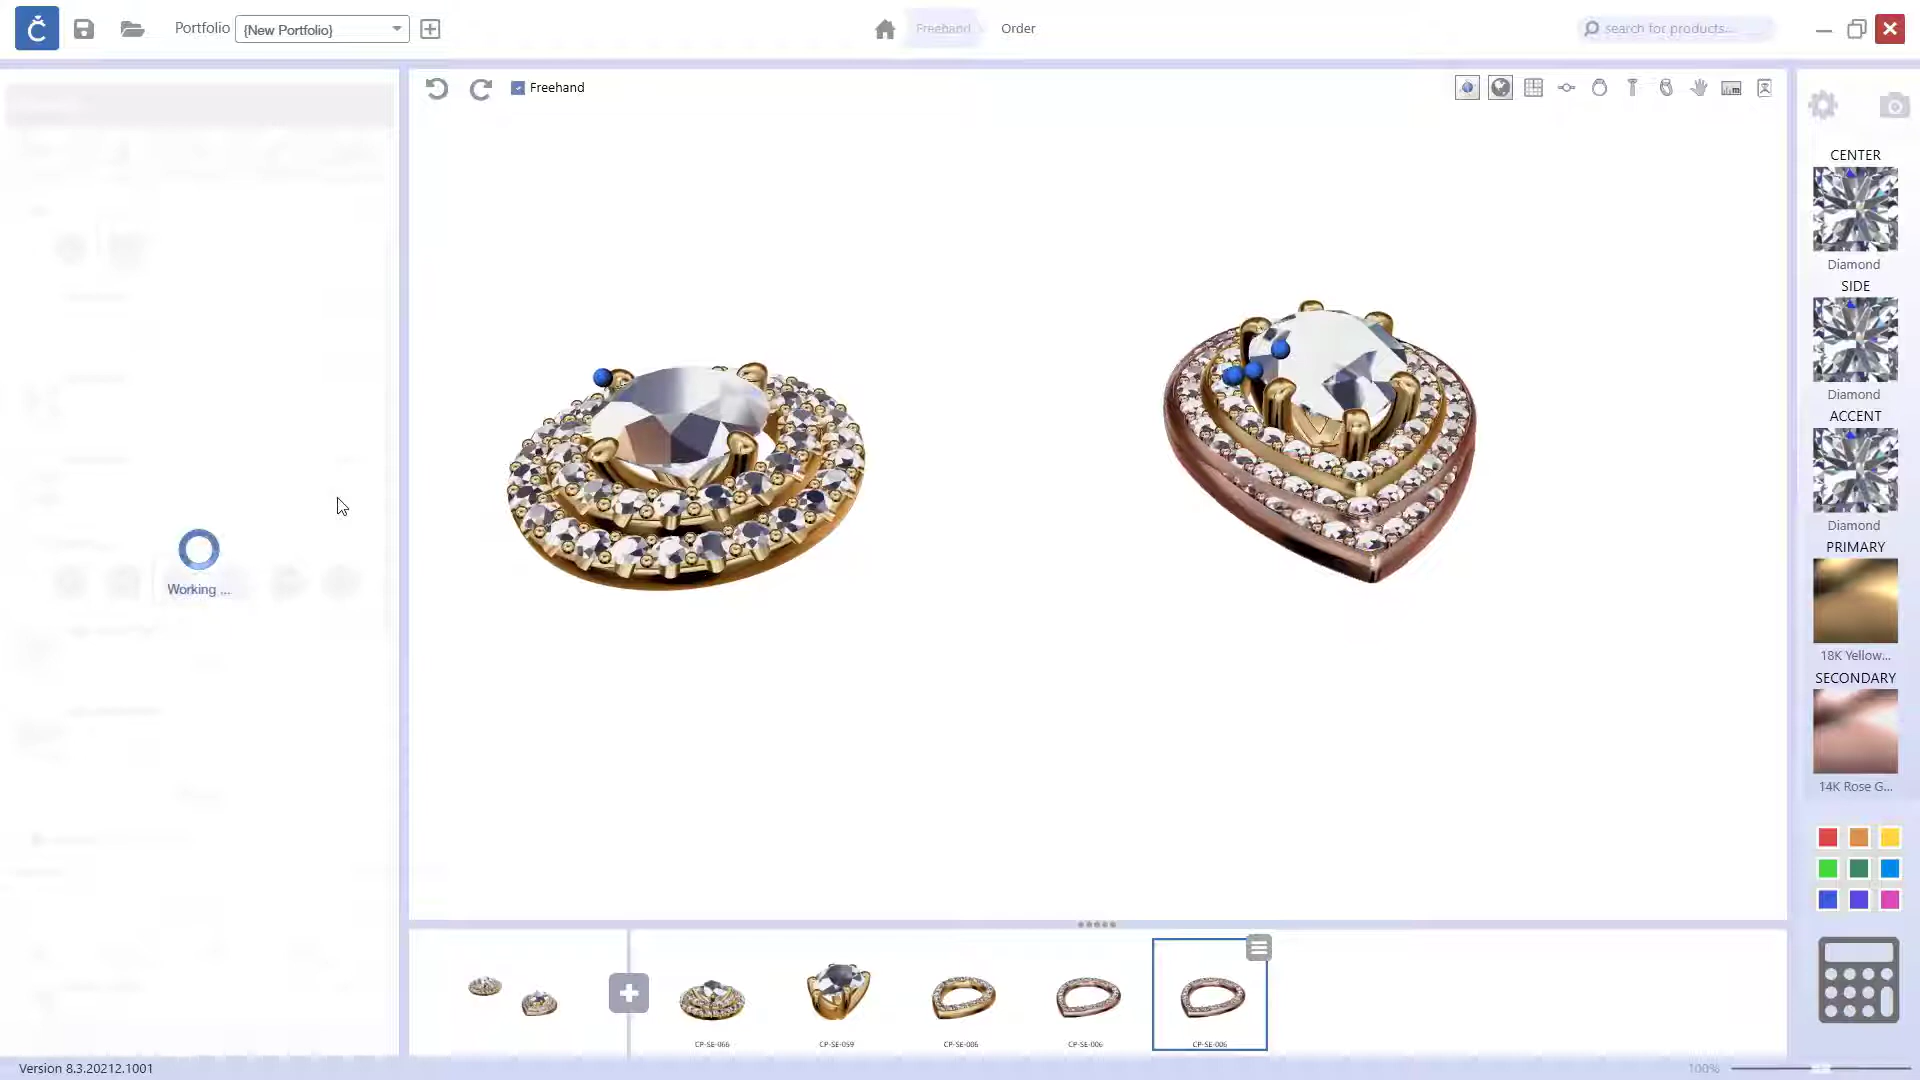 Portfolio
{New Portfolio}
Freehand
Order
search for products...
Freehand
Working ...
CENTER
Diamond
SIDE
Diamond
ACCENT
Diamond
PRIMARY
18K Yellow...
SECONDARY
14K Rose G...
CP-SE-066
CP-SE-059
CP-SE-006
CP-SE-006
CP-SE-006
Version 8.3.20212.1001
100%